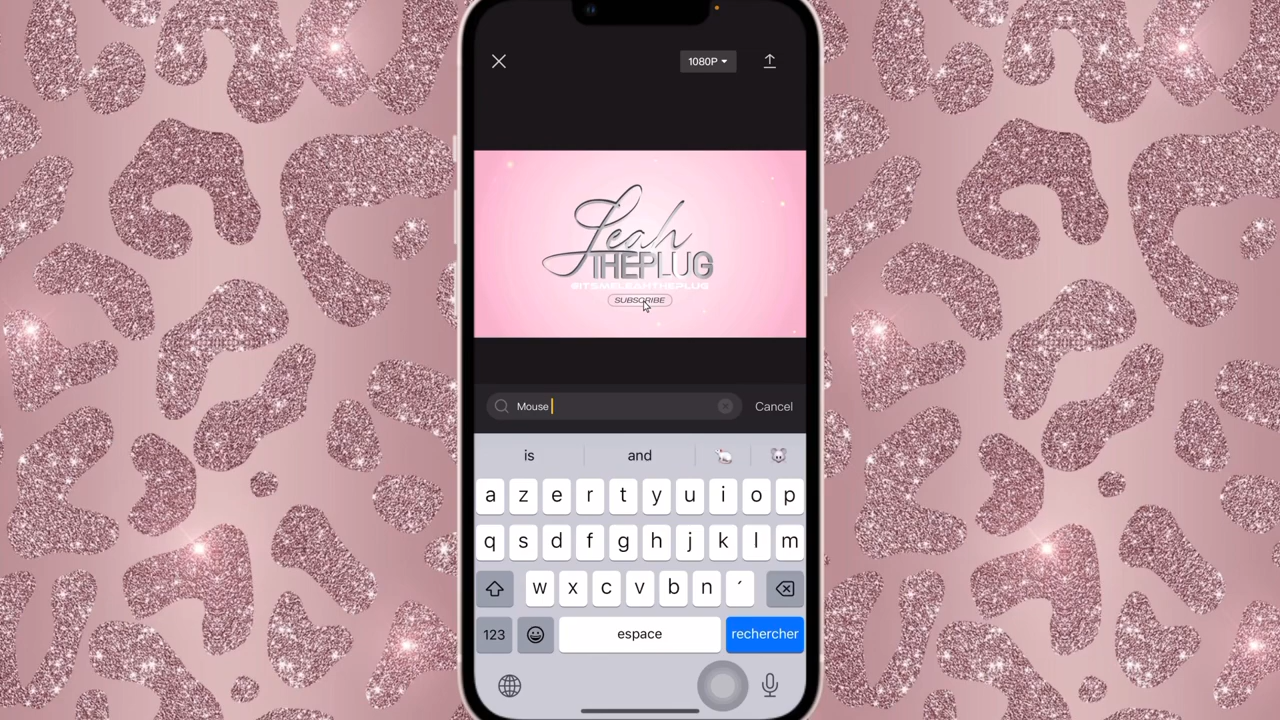 1080P
Leah
THEPLUG
@ITSMELEAHTHEPLUG
SUBSCRIBE
Mouse
Cancel
is and
a z e r t y u i o p
q s d f g h j k l m
w x c v b n ´
123 espace rechercher